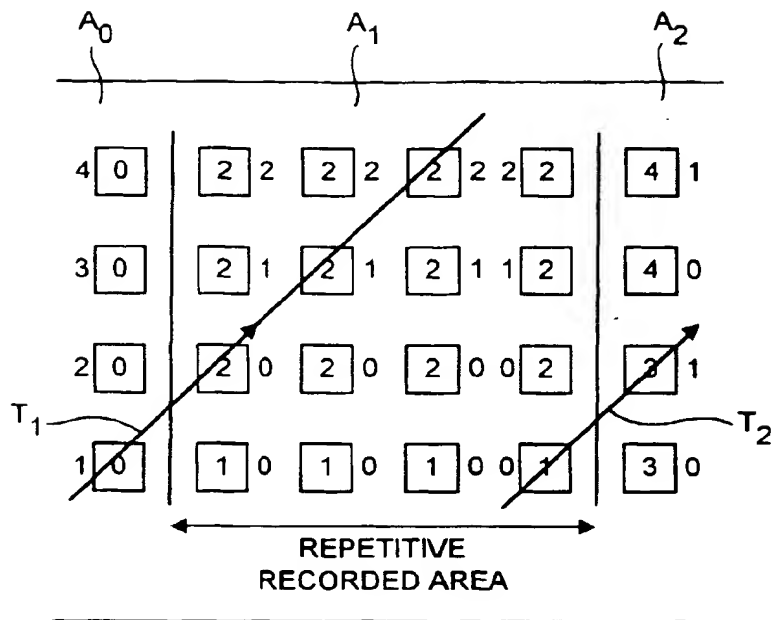 A0 A1 A2
4 0 2 2 2 2 2 2 2 2 4 1
3 0 2 1 2 1 2 1 1 2 4 0
2 0 2 0 2 0 2 0 0 2 3 1
T1 T2
1 0 1 0 1 0 1 0 0 1 3 0
REPETITIVE
RECORDED AREA